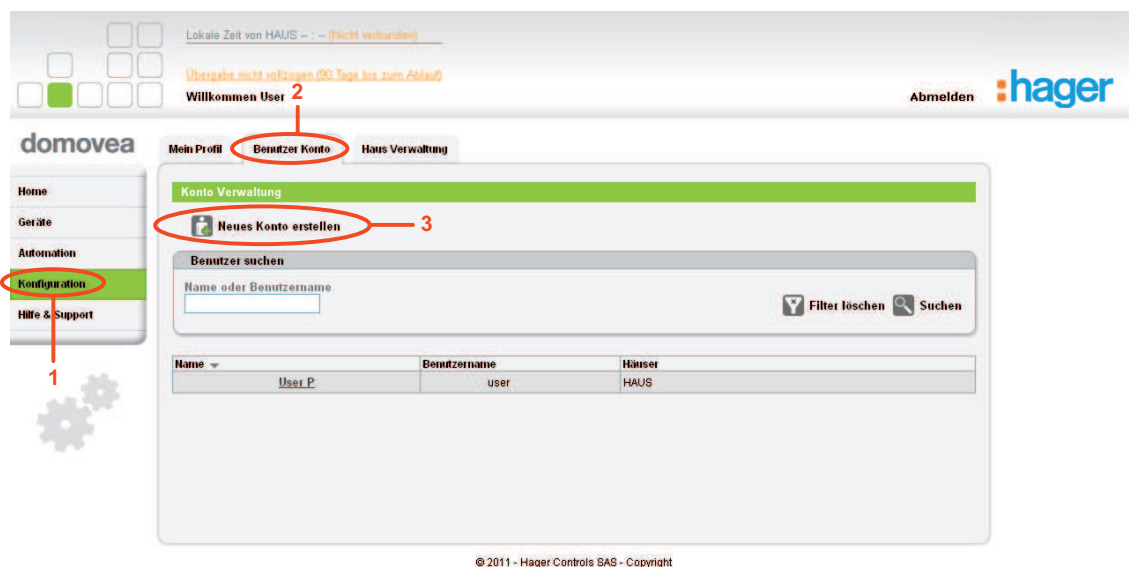 Lokale Zeit von HAUS -- : -- (Nicht verbunden)
Übergabe nicht vollzogen (90 Tage bis zum Ablauf)
Willkommen User
2
Abmelden
:hager
domovea
Mein Profil
Benutzer Konto
Haus Verwaltung
Home
Geräte
Automation
Konfiguration
Hilfe & Support
1
Konto Verwaltung
Neues Konto erstellen
3
Benutzer suchen
Name oder Benutzername
Filter löschen
Suchen
Name Benutzername Häuser
User P user HAUS
© 2011 - Hager Controls SAS - Copyright